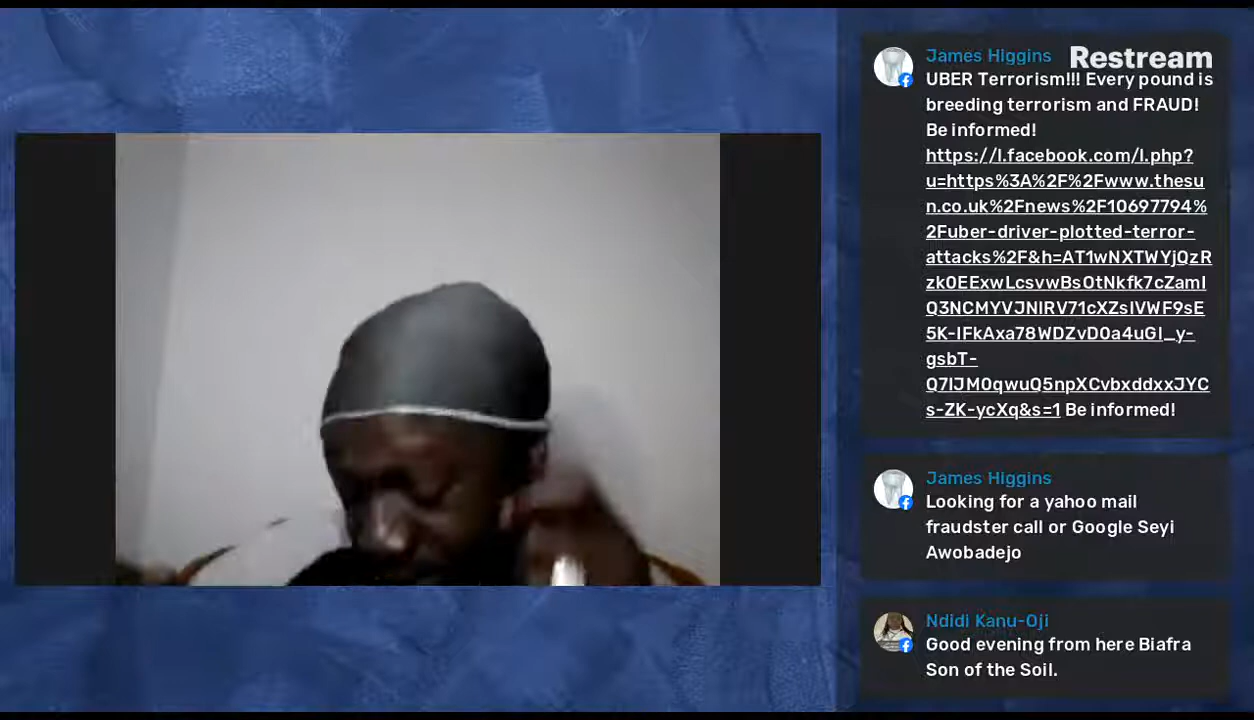 James Higgins
Restream
UBER Terrorism!!! Every pound is
breeding terrorism and FRAUD!
Be informed!
https://l.facebook.com/l.php?
u=https%3A%2F%2Fwww.thesu
n.co.uk%2Fnews%2F10697794%
2Fuber-driver-plotted-terror-
attacks%2F&h=AT1wNXTWYjQzR
zk0EExwLcsvwBsOtNkfk7cZamI
Q3NCMYVJNIRV71cXZsIVWF9sE
5K-IFkAxa78WDZvD0a4uGI_y-
gsbT-
Q7IJM0qwuQ5npXCvbxddxxJYC
s-ZK-ycXq&s=1 Be informed!
James Higgins
Looking for a yahoo mail
fraudster call or Google Seyi
Awobadejo
Ndidi Kanu-Oji
Good evening from here Biafra
Son of the Soil.